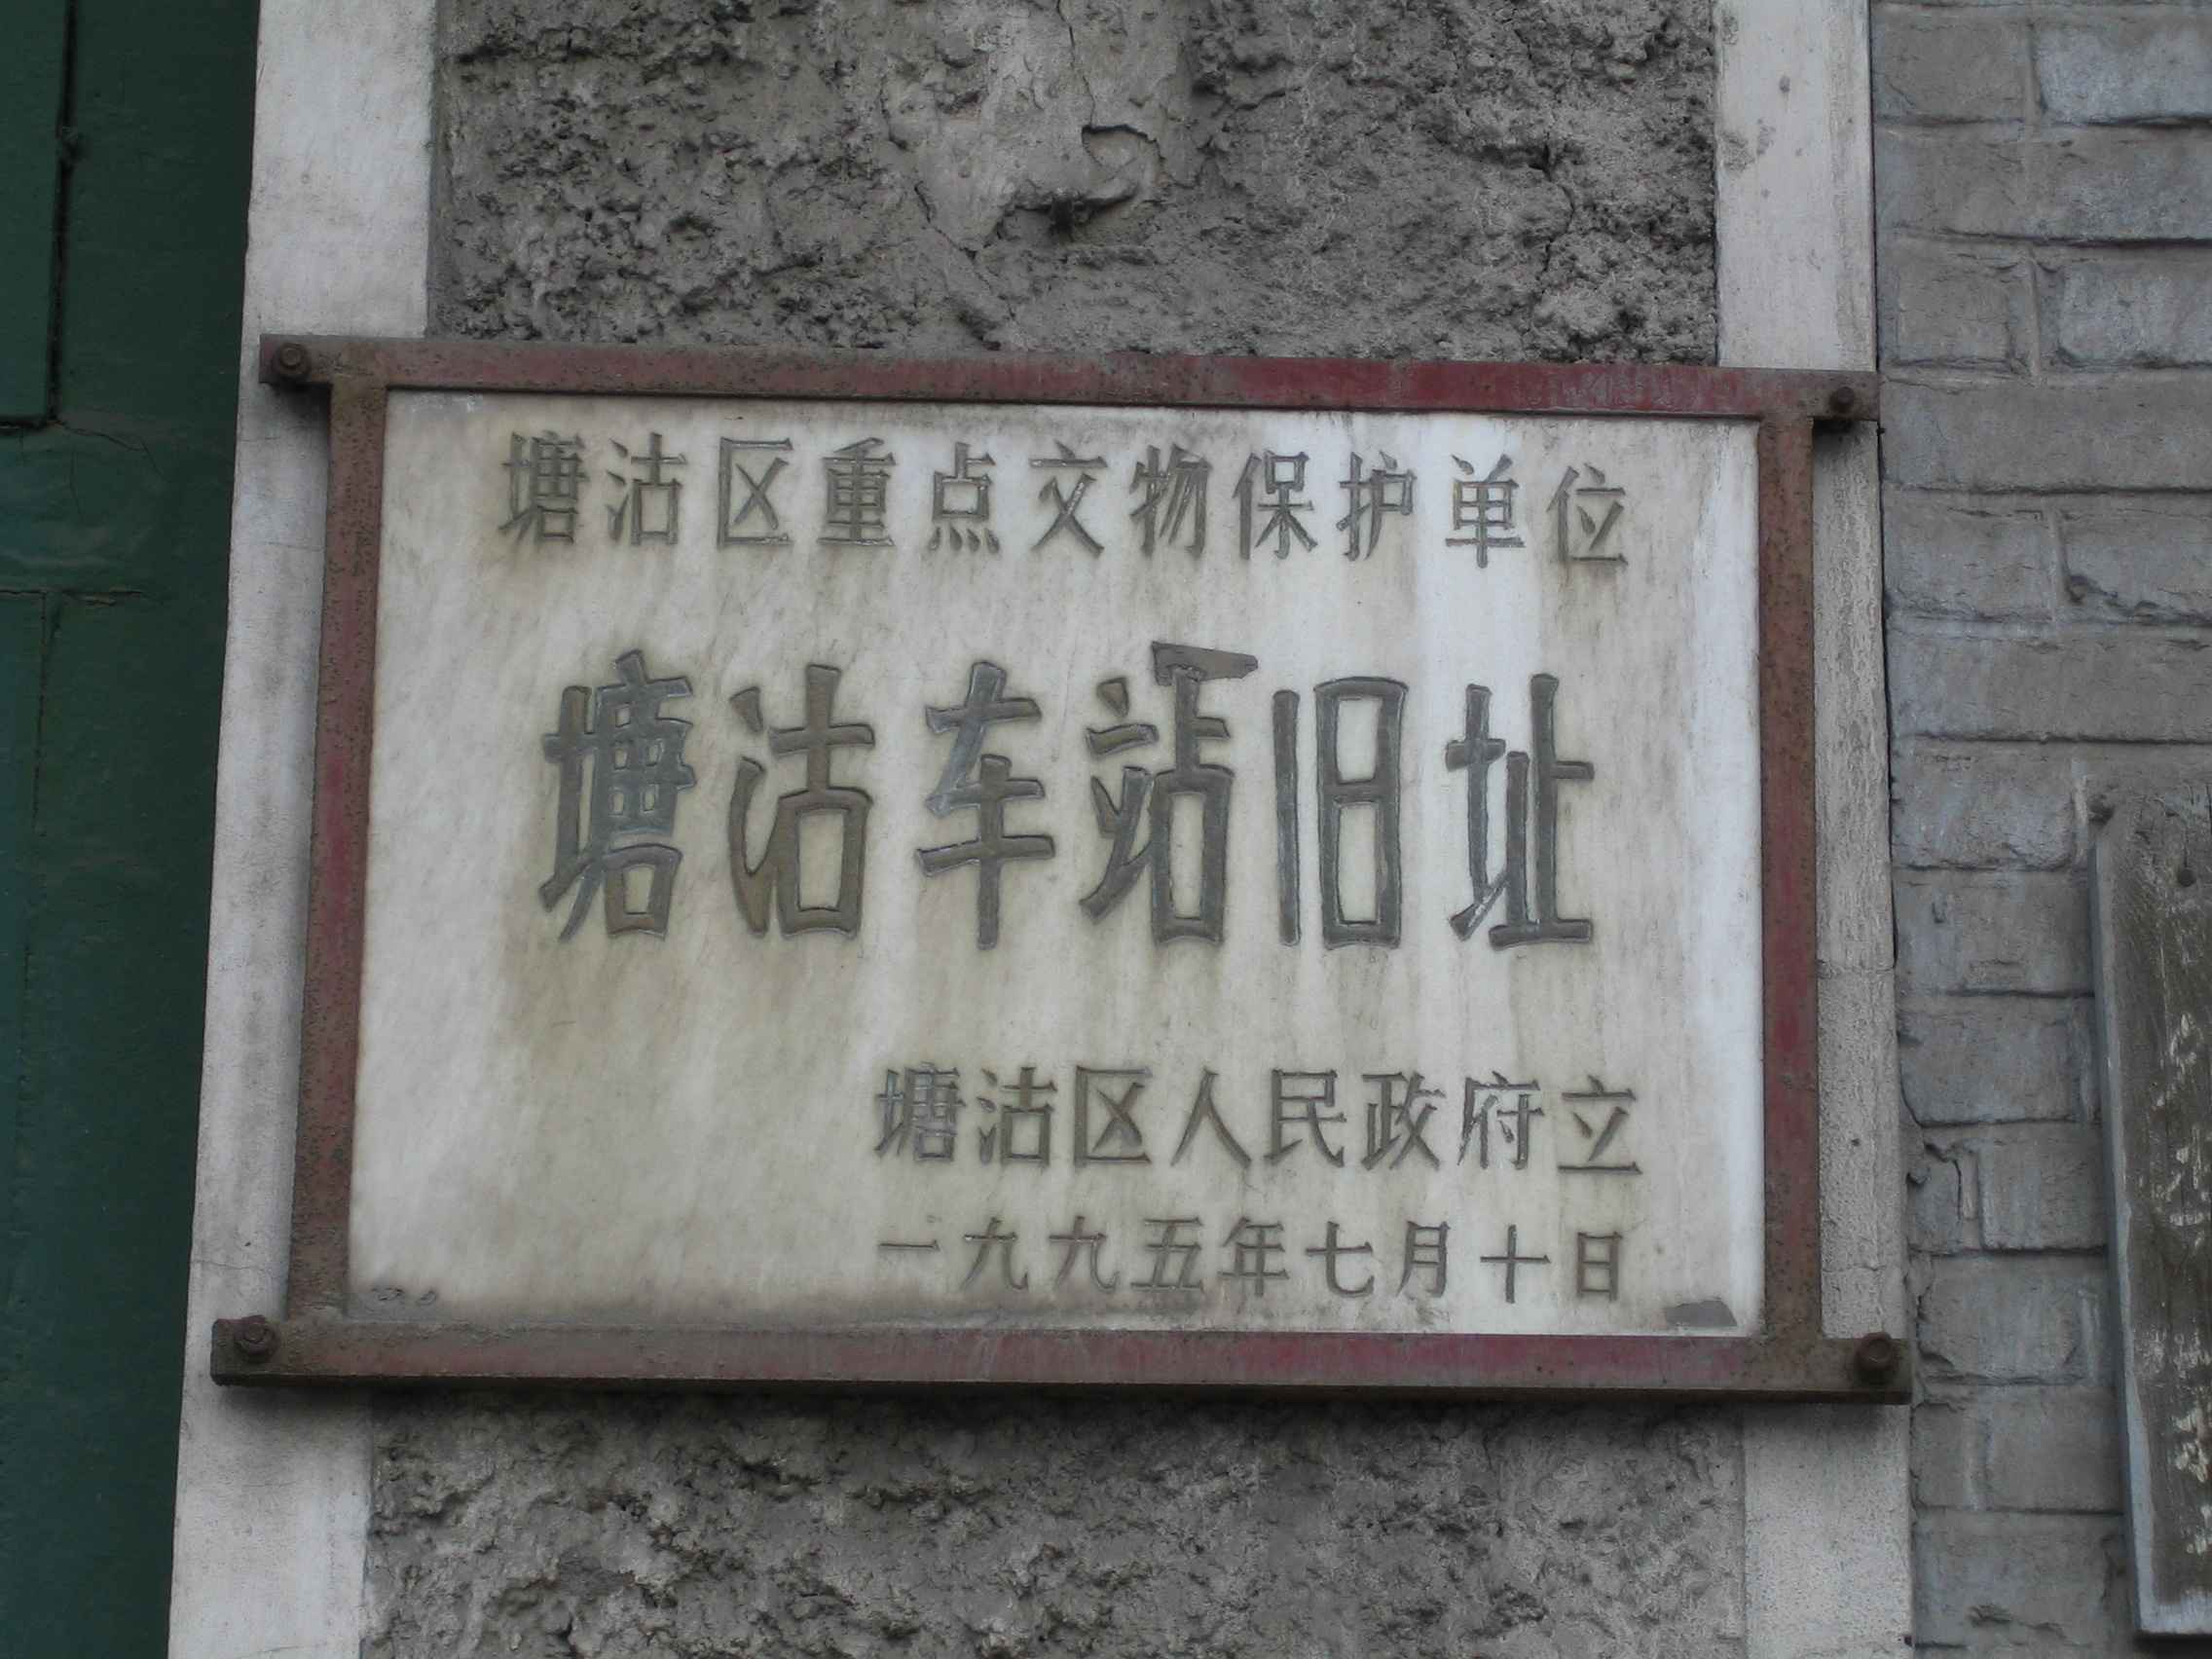 塘沽区重点文物保护单位
塘沽车站旧址
塘沽区人民政府立
一九九五年七月十日